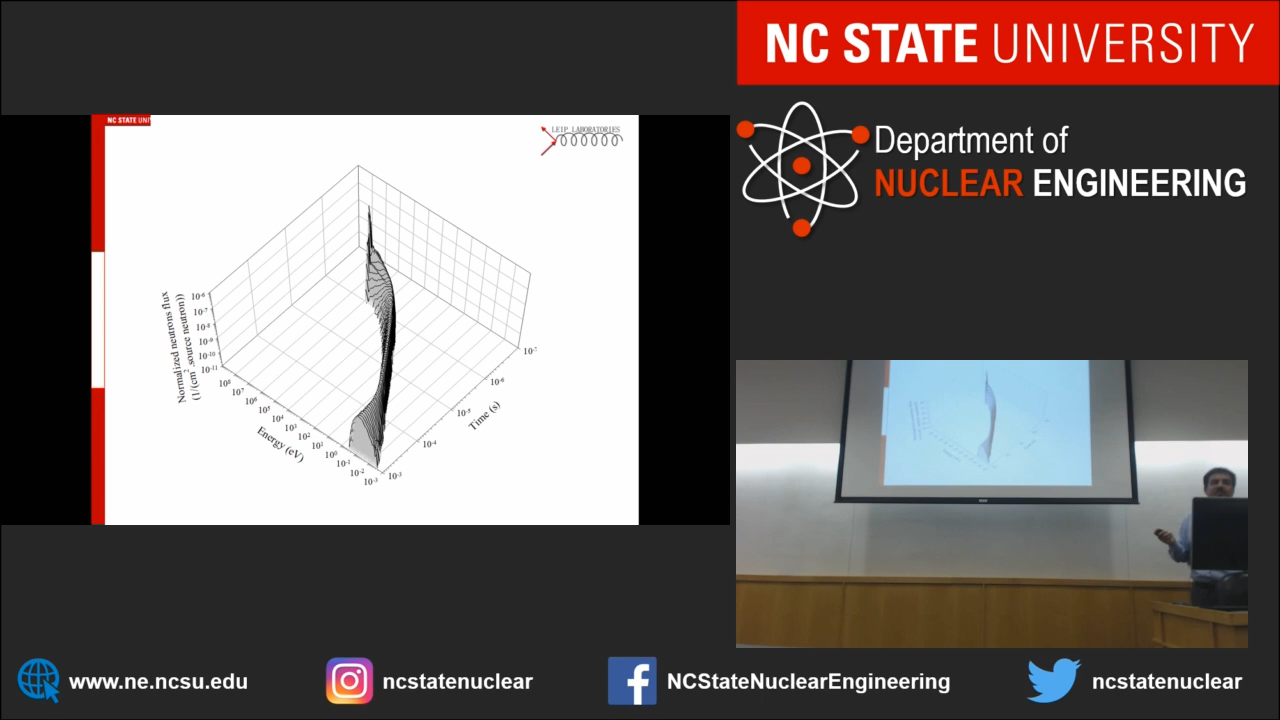 NC STATE UNIVERSITY
Department of
NUCLEAR ENGINEERING
NC STATE UNI
LEIP LABORATORIES
Normalized neutrons flux
(1/(cm².source neutron))
10⁻⁶
10⁻⁷
10⁻⁸
10⁻⁹
10⁻¹⁰
10⁻¹¹
10⁸
10⁷
10⁶
10⁵
10⁴
10³
10²
10¹
10⁰
10⁻¹
10⁻²
10⁻³
Energy (eV)
10⁻³
10⁻⁴
10⁻⁵
10⁻⁶
10⁻⁷
Time (s)
www.ne.ncsu.edu
ncstatenuclear
NCStateNuclearEngineering
ncstatenuclear